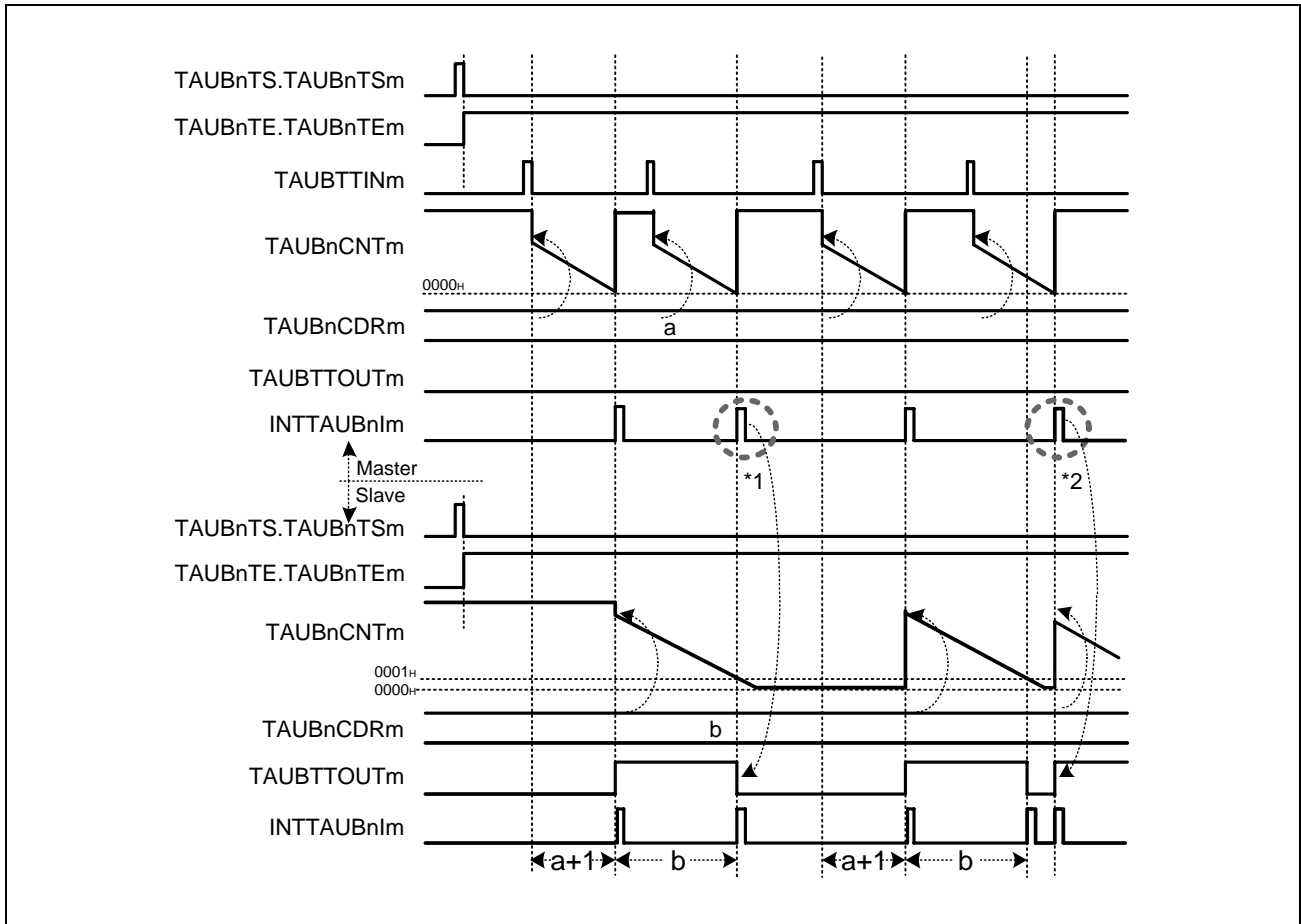 TAUBnTS.TAUBnTSm
TAUBnTE.TAUBnTEm
TAUBTTINm
TAUBnCNTm
0000H
TAUBnCDRm
a
TAUBTTOUTm
INTTAUBnIm
*1
*2
Master
Slave
TAUBnTS.TAUBnTSm
TAUBnTE.TAUBnTEm
TAUBnCNTm
0001H
0000H
TAUBnCDRm
b
TAUBTTOUTm
INTTAUBnIm
a+1 b a+1 b